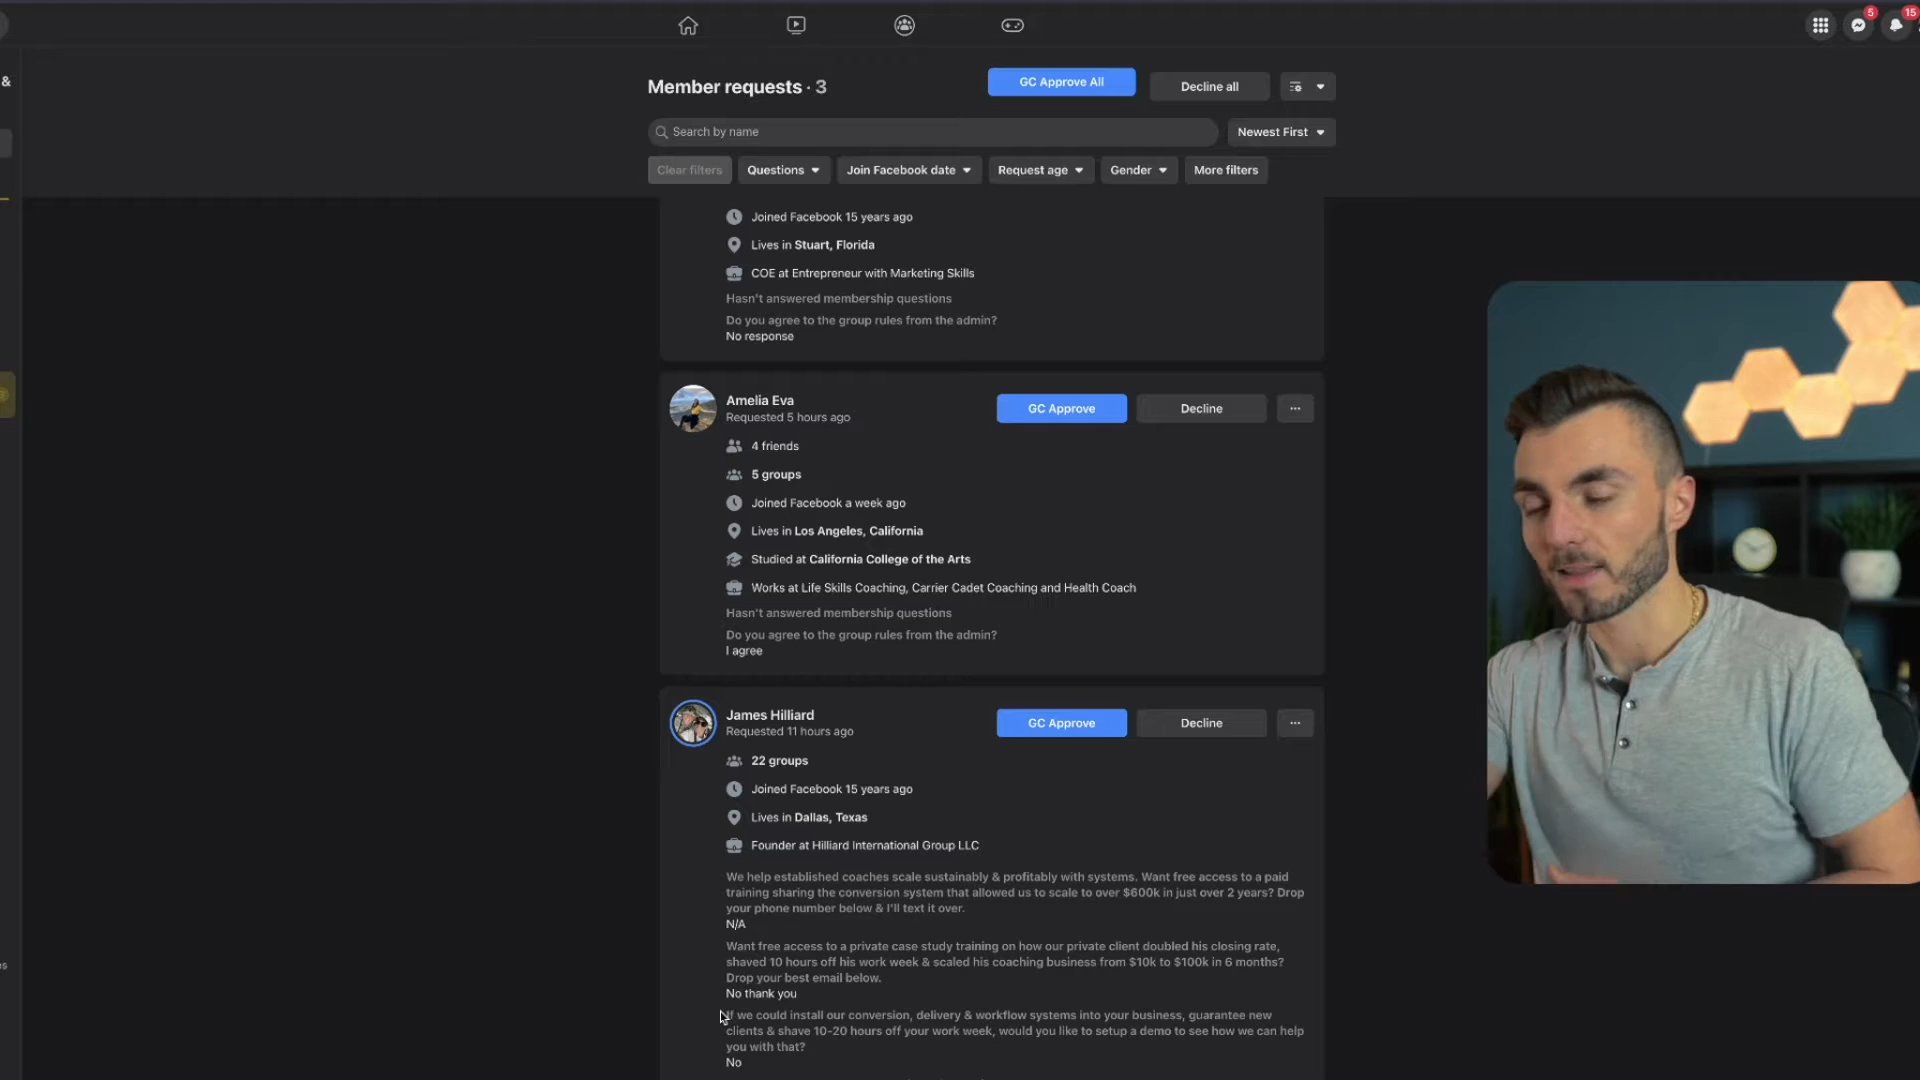 5
15
&
Member requests · 3
GC Approve All
Decline all
Search by name
Newest First
Clear filters
Questions
Join Facebook date
Request age
Gender
More filters
Joined Facebook 15 years ago
Lives in Stuart, Florida
COE at Entrepreneur with Marketing Skills
Hasn't answered membership questions
Do you agree to the group rules from the admin?
No response
Amelia Eva
Requested 5 hours ago
GC Approve
Decline
4 friends
5 groups
Joined Facebook a week ago
Lives in Los Angeles, California
Studied at California College of the Arts
Works at Life Skills Coaching, Carrier Cadet Coaching and Health Coach
Hasn't answered membership questions
Do you agree to the group rules from the admin?
I agree
James Hilliard
Requested 11 hours ago
GC Approve
Decline
22 groups
Joined Facebook 15 years ago
Lives in Dallas, Texas
Founder at Hilliard International Group LLC
We help established coaches scale sustainably & profitably with systems. Want free access to a paid
training sharing the conversion system that allowed us to scale to over $600k in just over 2 years? Drop
your phone number below & I'll text it over.
N/A
Want free access to a private case study training on how our private client doubled his closing rate,
shaved 10 hours off his work week & scaled his coaching business from $10k to $100k in 6 months?
Drop your best email below.
No thank you
If we could install our conversion, delivery & workflow systems into your business, guarantee new
clients & shave 10-20 hours off your work week, would you like to setup a demo to see how we can help
you with that?
No
es